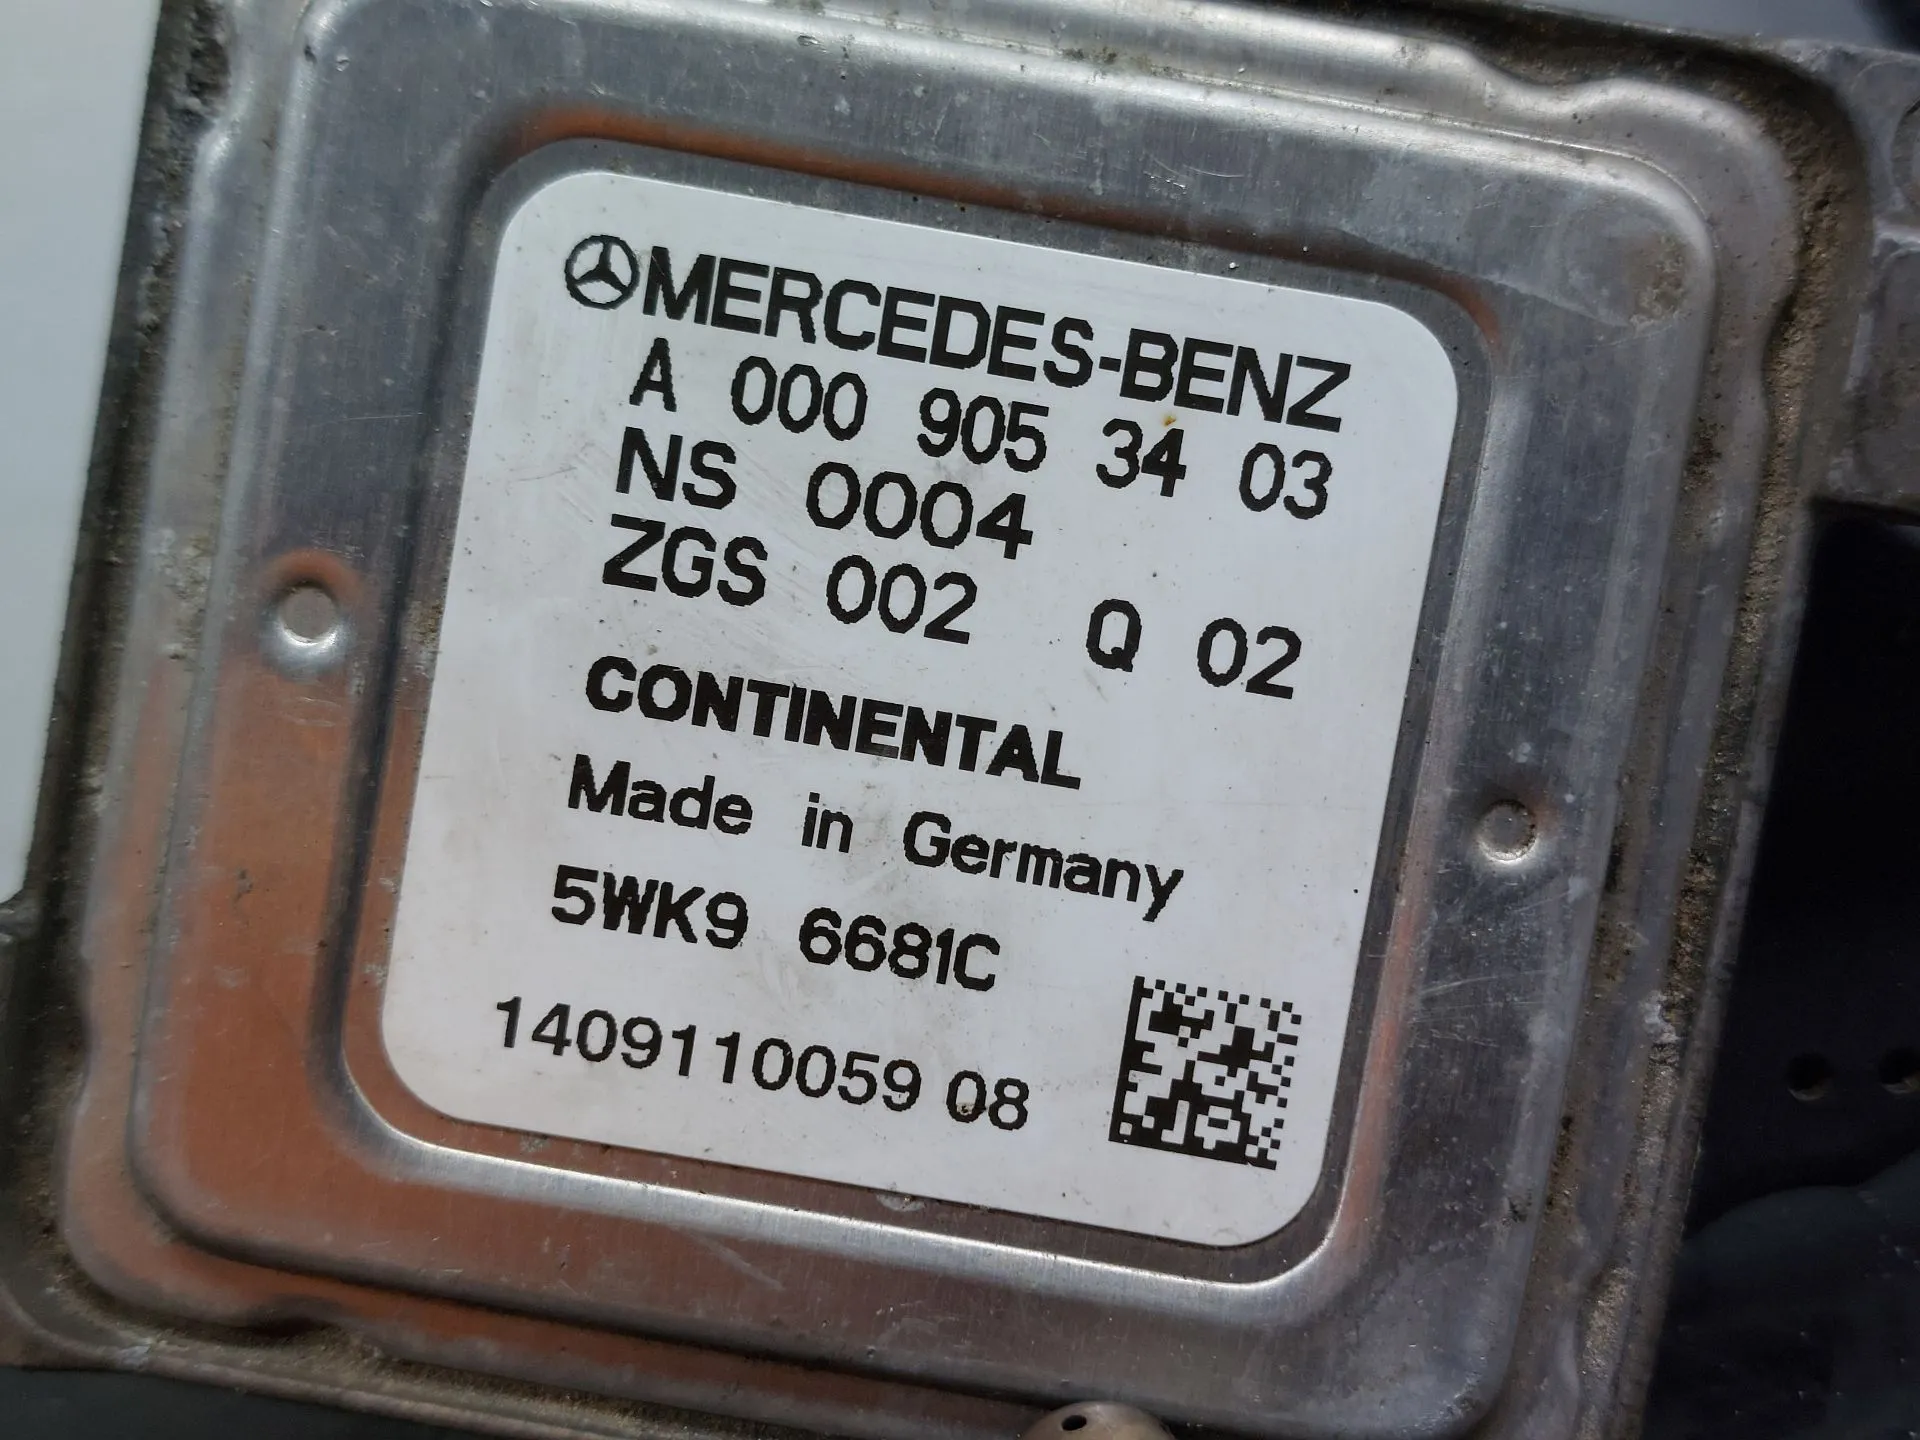 MERCEDES-BENZ
A 000 905 34 03
NS 0004
ZGS 002 Q 02
CONTINENTAL
Made in Germany
5WK9 6681C
1409110059 08